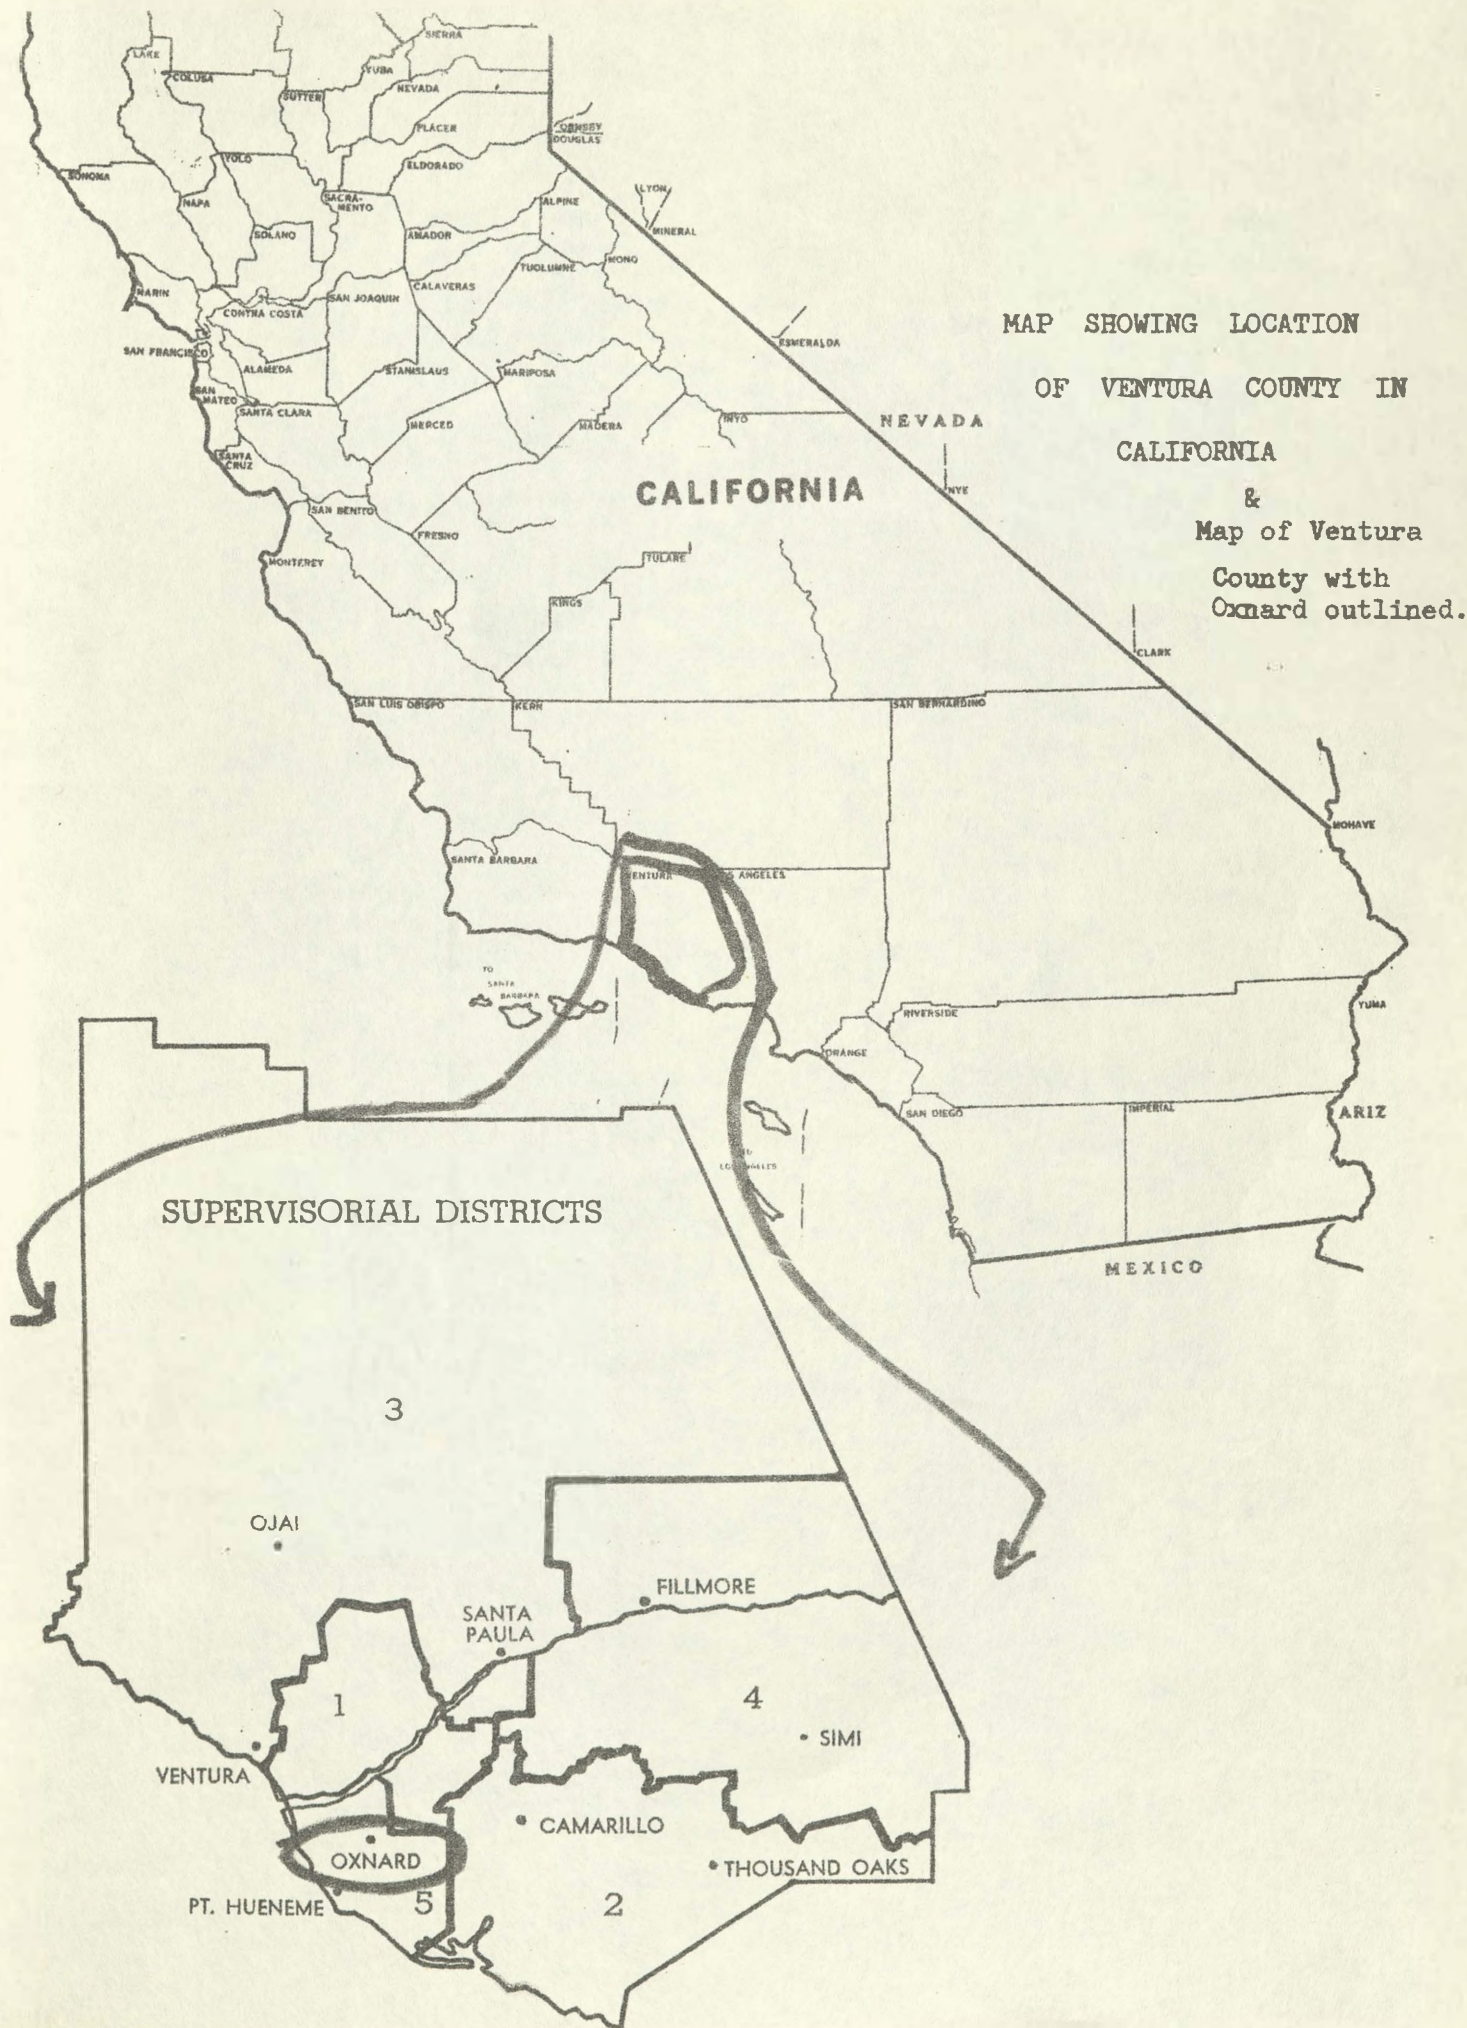 SIERRA
LAKE
COLUSA
YUBA
NEVADA
SUTTER
PLACER
ORMSBY
DOUGLAS
YOLO
ELDORADO
SONOMA
NAPA
SACRA-
MENTO
ALPINE
LYON
MINERAL
SOLANO
AMADOR
TUOLUMNE
MONO
MARIN
CONTRA COSTA
SAN JOAQUIN
CALAVERAS
SAN FRANCISCO
ALAMEDA
STANISLAUS
MARIPOSA
ESMERALDA
SAN
MATEO
SANTA CLARA
MERCED
MADERA
INYO
NEVADA
SANTA
CRUZ
SAN BENITO
FRESNO
CALIFORNIA
NYE
MONTEREY
TULARE
KINGS
CLARK
SAN LUIS OBISPO
KERN
SAN BERNARDINO
MOHAVE
SANTA BARBARA
ENTURA
S ANGELES
TO
SANTA
BARBARA
RIVERSIDE
YUMA
ORANGE
SAN DIEGO
IMPERIAL
ARIZ
MEXICO
MAP SHOWING LOCATION
OF VENTURA COUNTY IN
CALIFORNIA
&
Map of Ventura
County with
Oxnard outlined.
SUPERVISORIAL DISTRICTS
3
OJAI
FILLMORE
SANTA
PAULA
1
4
SIMI
VENTURA
CAMARILLO
OXNARD
THOUSAND OAKS
PT. HUENEME
5
2